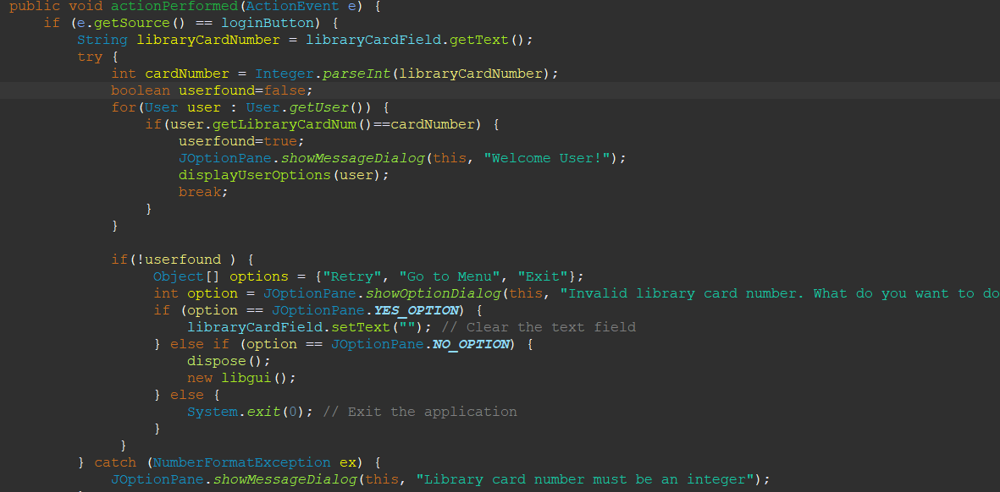 public void actionPerformed(ActionEvent e) {
    if (e.getSource() == loginButton) {
        String libraryCardNumber = libraryCardField.getText();
        try {
            int cardNumber = Integer.parseInt(libraryCardNumber);
            boolean userfound=false;
            for(User user : User.getUser()) {
                if(user.getLibraryCardNum()==cardNumber) {
                    userfound=true;
                    JOptionPane.showMessageDialog(this, "Welcome User!");
                    displayUserOptions(user);
                    break;
                }
            }

            if(!userfound ) {
                 Object[] options = {"Retry", "Go to Menu", "Exit"};
                 int option = JOptionPane.showOptionDialog(this, "Invalid library card number. What do you want to do
                 if (option == JOptionPane.YES_OPTION) {
                     libraryCardField.setText(""); // Clear the text field
                 } else if (option == JOptionPane.NO_OPTION) {
                     dispose();
                     new libgui();
                 } else {
                     System.exit(0); // Exit the application
                 }
             }
        } catch (NumberFormatException ex) {
            JOptionPane.showMessageDialog(this, "Library card number must be an integer");